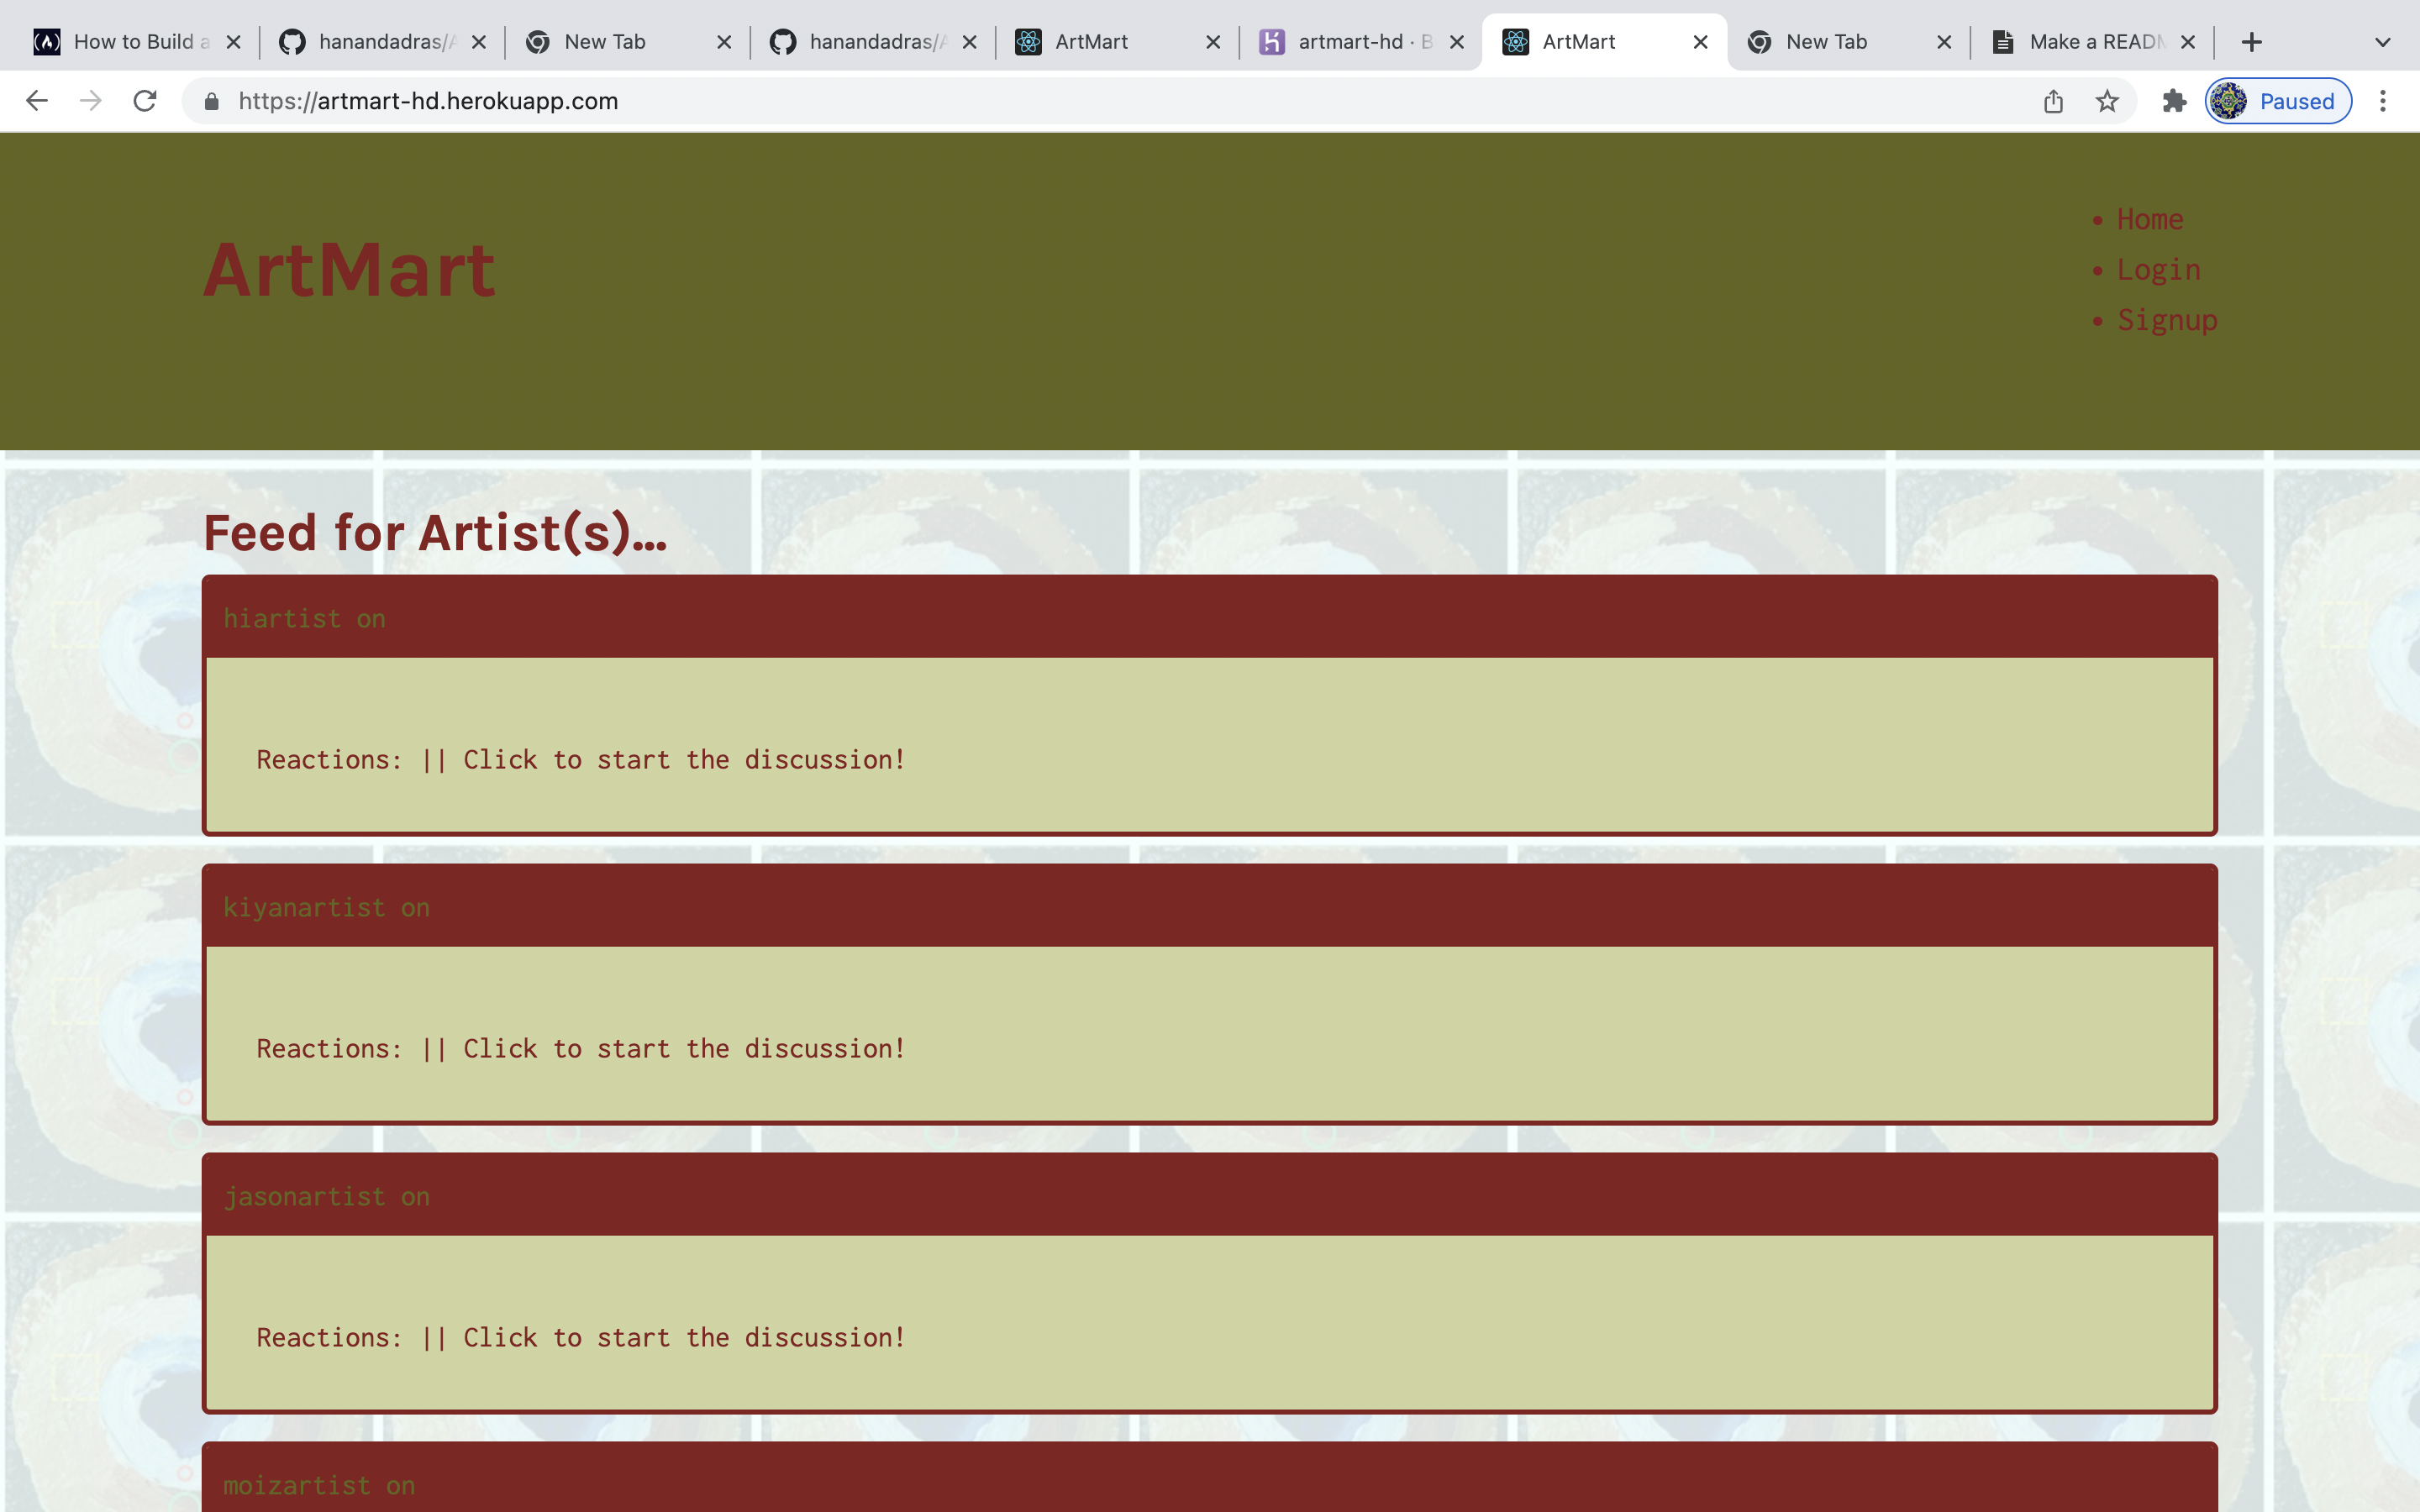 How to Build a
hanandadras/A
New Tab
hanandadras/A
ArtMart
artmart-hd · B
ArtMart
New Tab
Make a READM
https://artmart-hd.herokuapp.com
Paused
ArtMart
• Home
• Login
• Signup
Feed for Artist(s)...
hiartist on
Reactions: || Click to start the discussion!
kiyanartist on
Reactions: || Click to start the discussion!
jasonartist on
Reactions: || Click to start the discussion!
moizartist on